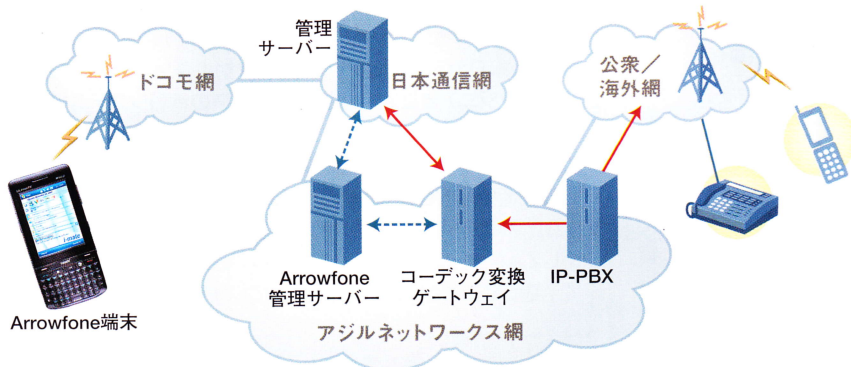 管理
サーバー
ドコモ網
日本通信網
公衆／
海外網
i-mate
Arrowfone
管理サーバー
コーデック変換
ゲートウェイ
IP-PBX
Arrowfone端末
アジルネットワークス網